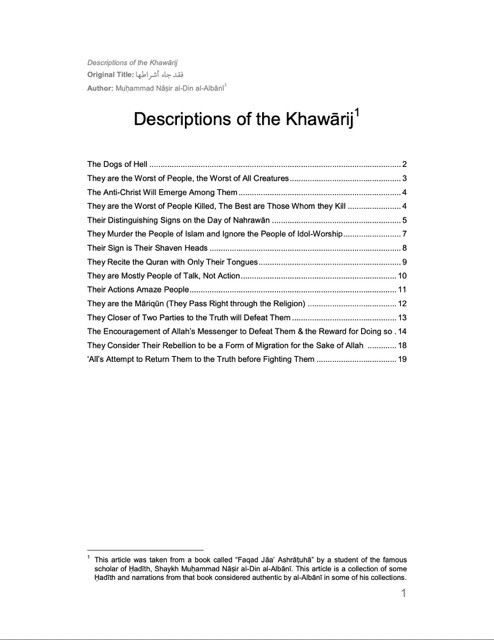 Descriptions of the Khawārij
Original Title: فقد جاء أشراطها
Author: Muḥammad Nāṣir al-Din al-Albānī1
Descriptions of the Khawārij1
The Dogs of Hell ................................................................................................................ 2
They are the Worst of People, the Worst of All Creatures................................................. 3
The Anti-Christ Will Emerge Among Them........................................................................ 4
They are the Worst of People Killed, The Best are Those Whom they Kill ........................ 4
Their Distinguishing Signs on the Day of Nahrawān ......................................................... 5
They Murder the People of Islam and Ignore the People of Idol-Worship......................... 7
Their Sign is Their Shaven Heads ..................................................................................... 8
They Recite the Quran with Only Their Tongues............................................................... 9
They are Mostly People of Talk, Not Action..................................................................... 10
Their Actions Amaze People............................................................................................ 11
They are the Māriqūn (They Pass Right through the Religion) ....................................... 12
They Closer of Two Parties to the Truth will Defeat Them............................................... 13
The Encouragement of Allah's Messenger to Defeat Them & the Reward for Doing so . 14
They Consider Their Rebellion to be a Form of Migration for the Sake of Allah ............. 18
'Alī's Attempt to Return Them to the Truth before Fighting Them ................................... 19
1 This article was taken from a book called “Faqad Jāa’ Ashrāṭuhā” by a student of the famous
scholar of Ḥadīth, Shaykh Muḥammad Nāṣir al-Din al-Albānī. This article is a collection of some
Ḥadīth and narrations from that book considered authentic by al-Albānī in some of his collections.
1